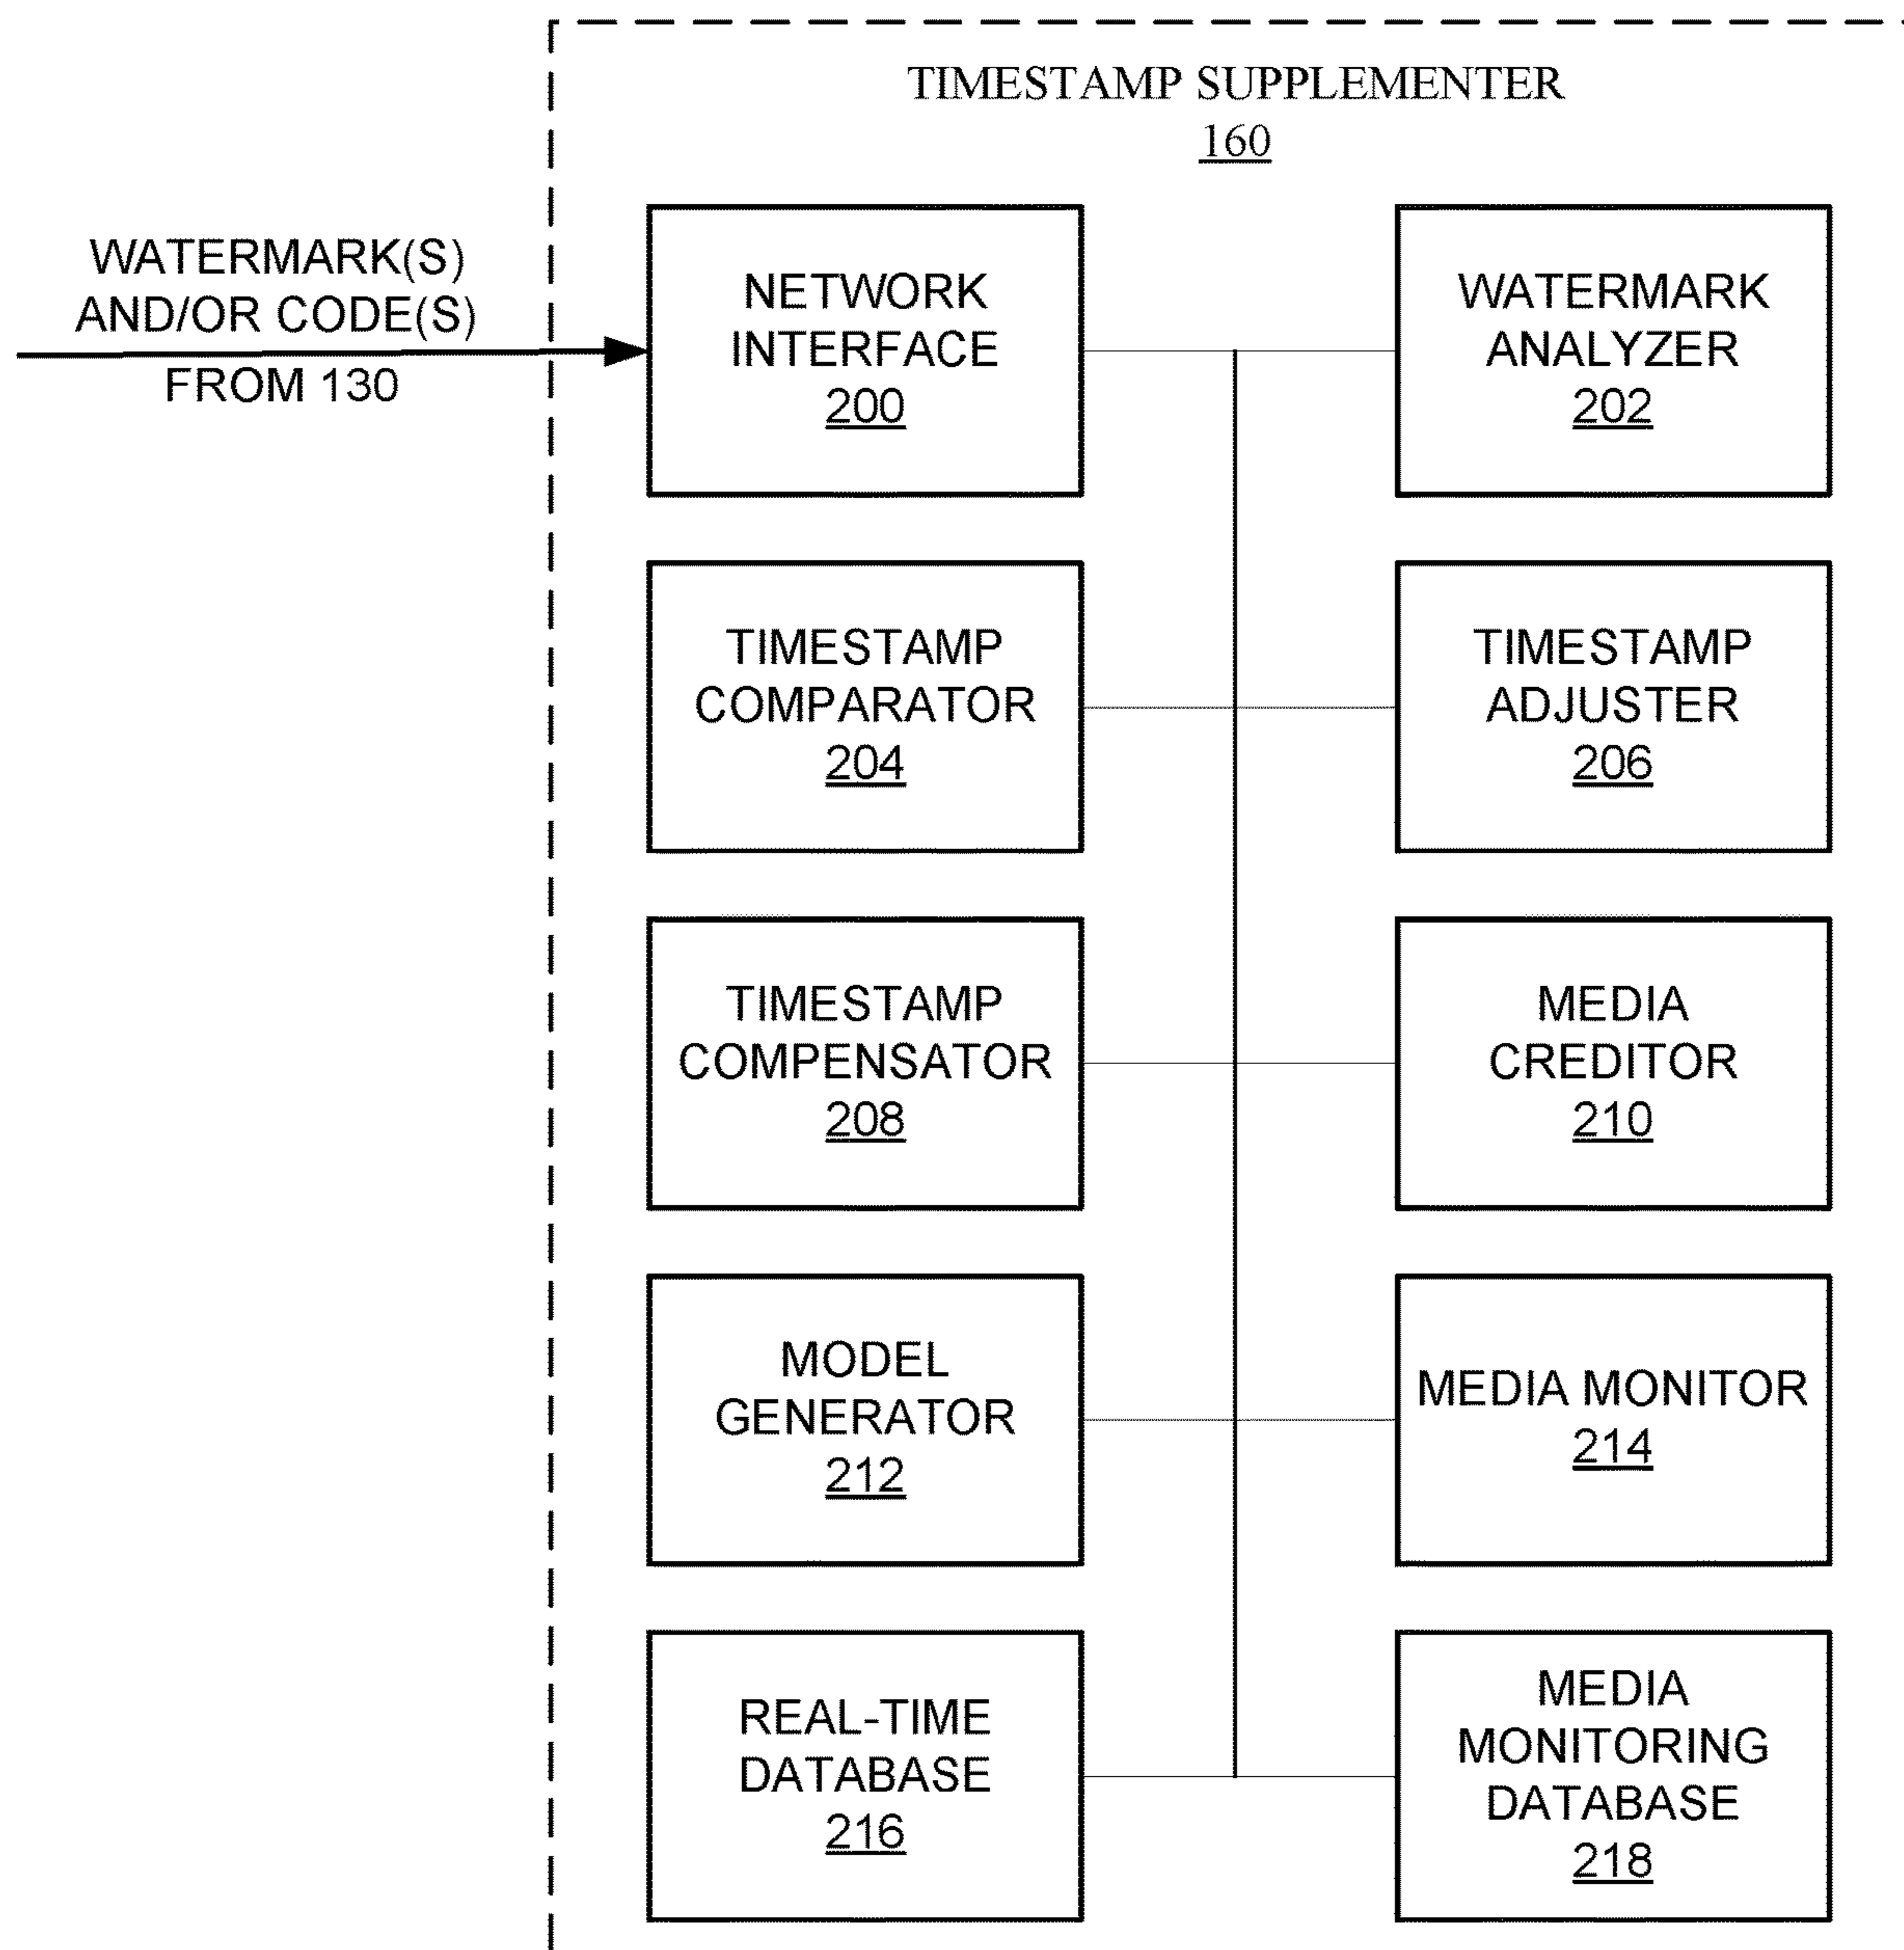 TIMESTAMP SUPPLEMENTER
160
WATERMARK(S)
AND/OR CODE(S)
FROM 130
NETWORK
INTERFACE
200
WATERMARK
ANALYZER
202
TIMESTAMP
COMPARATOR
204
TIMESTAMP
ADJUSTER
206
TIMESTAMP
COMPENSATOR
208
MEDIA
CREDITOR
210
MODEL
GENERATOR
212
MEDIA MONITOR
214
REAL-TIME
DATABASE
216
MEDIA
MONITORING
DATABASE
218